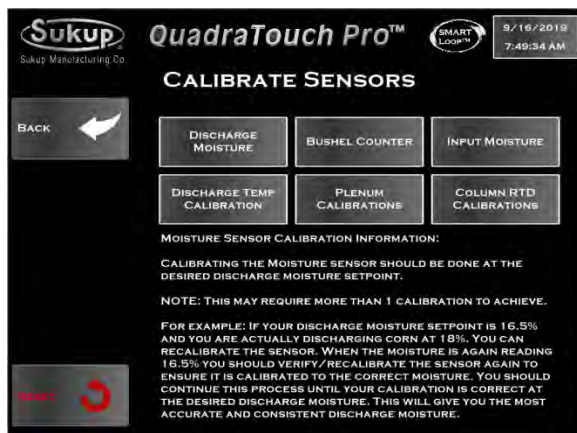 Sukup
Sukup Manufacturing Co.
QuadraTouch Pro™
SMART
LOOP™
9/16/2019
7:49:34 AM
CALIBRATE SENSORS
BACK
DISCHARGE
MOISTURE
BUSHEL COUNTER
INPUT MOISTURE
DISCHARGE TEMP
CALIBRATION
PLENUM
CALIBRATIONS
COLUMN RTD
CALIBRATIONS
MOISTURE SENSOR CALIBRATION INFORMATION:
CALIBRATING THE MOISTURE SENSOR SHOULD BE DONE AT THE
DESIRED DISCHARGE MOISTURE SETPOINT.
NOTE: THIS MAY REQUIRE MORE THAN 1 CALIBRATION TO ACHIEVE.
FOR EXAMPLE: IF YOUR DISCHARGE MOISTURE SETPOINT IS 16.5%
AND YOU ARE ACTUALLY DISCHARGING CORN AT 18%. YOU CAN
RECALIBRATE THE SENSOR. WHEN THE MOISTURE IS AGAIN READING
16.5% YOU SHOULD VERIFY/RECALIBRATE THE SENSOR AGAIN TO
ENSURE IT IS CALIBRATED TO THE CORRECT MOISTURE. YOU SHOULD
CONTINUE THIS PROCESS UNTIL YOUR CALIBRATION IS CORRECT AT
THE DESIRED DISCHARGE MOISTURE. THIS WILL GIVE YOU THE MOST
ACCURATE AND CONSISTENT DISCHARGE MOISTURE.
RESET